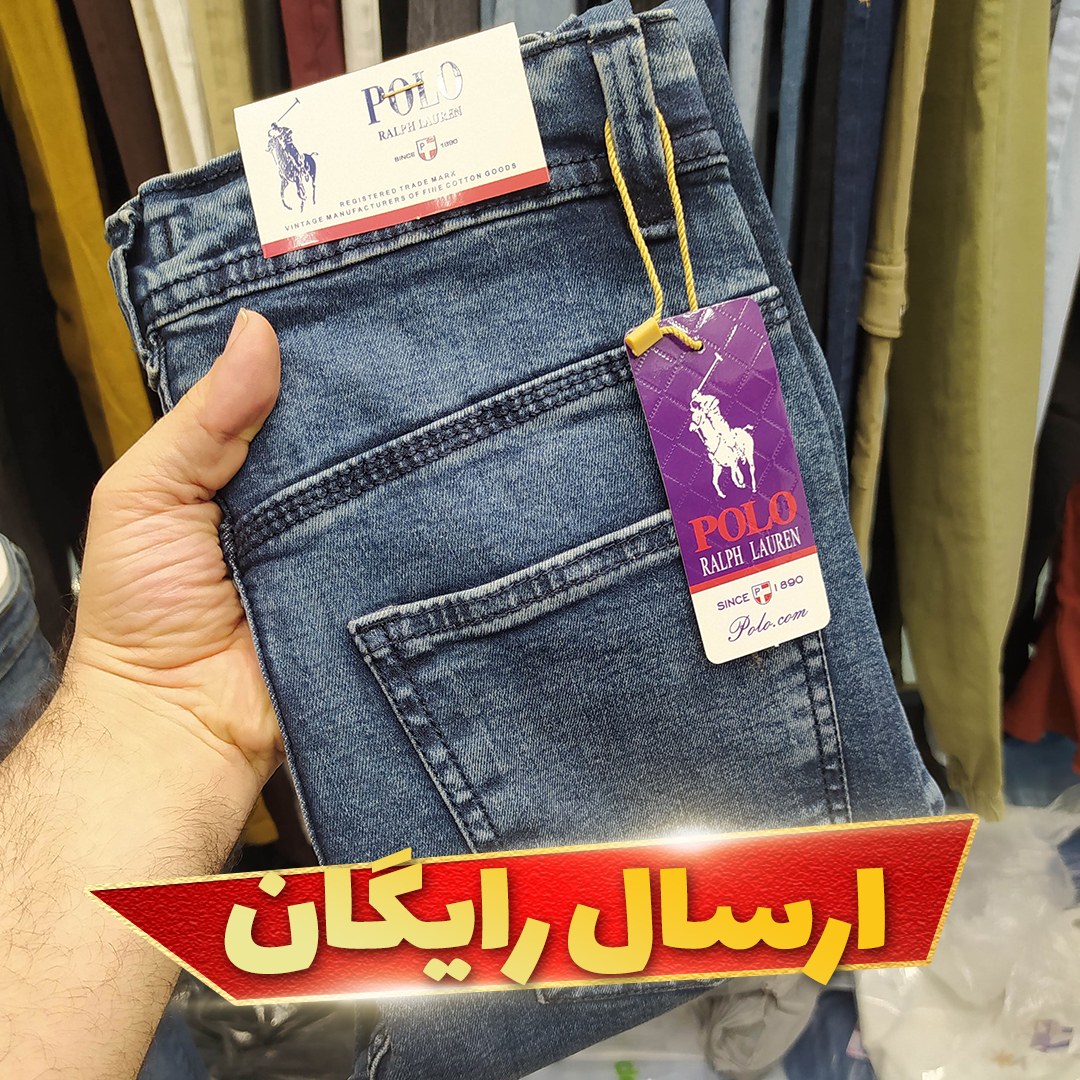 POLO
RALPH LAUREN
SINCE P 1890
REGISTERED TRADE MARK
VINTAGE MANUFACTURERS OF FINE COTTON GOODS
POLO
RALPH LAUREN
SINCE P 1890
Polo.com
ارسال رایگان